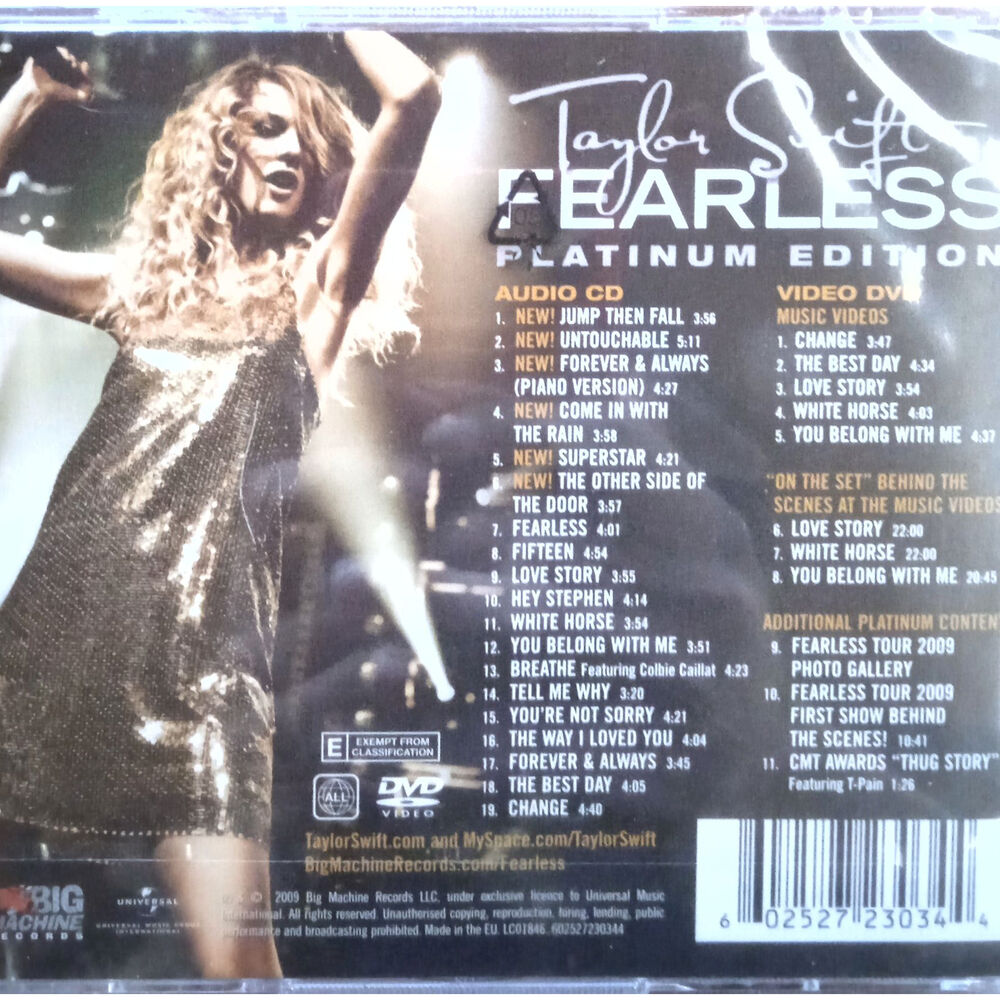 Taylor Swift
FEARLESS
PLATINUM EDITION
AUDIO CD
1. NEW! JUMP THEN FALL 3:56
2. NEW! UNTOUCHABLE 5:11
3. NEW! FOREVER & ALWAYS
(PIANO VERSION) 4:27
4. NEW! COME IN WITH
THE RAIN 3:58
5. NEW! SUPERSTAR 4:21
6. NEW! THE OTHER SIDE OF
THE DOOR 3:57
7. FEARLESS 4:01
8. FIFTEEN 4:54
9. LOVE STORY 3:55
10. HEY STEPHEN 4:14
11. WHITE HORSE 3:54
12. YOU BELONG WITH ME 3:51
13. BREATHE Featuring Colbie Caillat 4:23
14. TELL ME WHY 3:20
15. YOU'RE NOT SORRY 4:21
16. THE WAY I LOVED YOU 4:04
17. FOREVER & ALWAYS 3:45
18. THE BEST DAY 4:05
19. CHANGE 4:40
VIDEO DVD
MUSIC VIDEOS
1. CHANGE 3:47
2. THE BEST DAY 4:34
3. LOVE STORY 3:54
4. WHITE HORSE 4:03
5. YOU BELONG WITH ME 4:37
"ON THE SET" BEHIND THE
SCENES AT THE MUSIC VIDEOS
6. LOVE STORY 22:00
7. WHITE HORSE 22:00
8. YOU BELONG WITH ME 20:45
ADDITIONAL PLATINUM CONTEN
9. FEARLESS TOUR 2009
PHOTO GALLERY
10. FEARLESS TOUR 2009
FIRST SHOW BEHIND
THE SCENES! 10:41
11. CMT AWARDS "THUG STORY"
Featuring T-Pain 1:26
E EXEMPT FROM
CLASSIFICATION
ALL
DVD
VIDEO
TaylorSwift.com and MySpace.com/TaylorSwift
BigMachineRecords.com/Fearless
BIG
MACHINE
RECORDS
UNIVERSAL
UNIVERSAL MUSIC GROUP
INTERNATIONAL
© 2009 Big Machine Records LLC, under exclusive licence to Universal Music
International. All rights reserved. Unauthorised copying, reproduction, hiring, lending, public
performance and broadcasting prohibited. Made in the EU. LC01846. 602527230344
6 02527 23034 4